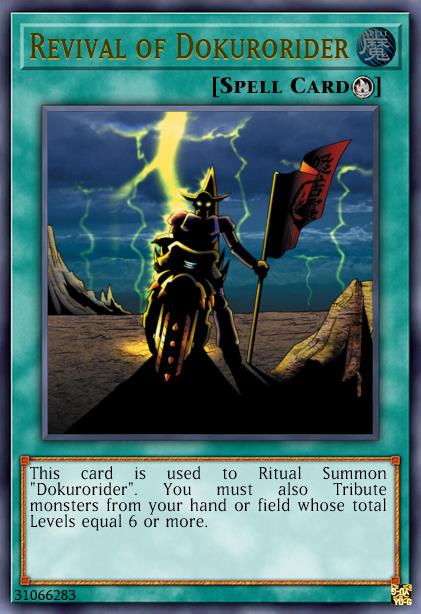 Revival of Dokurorider
魔
[Spell Card]
This card is used to Ritual Summon
"Dokurorider". You must also Tribute
monsters from your hand or field whose total
Levels equal 6 or more.
31066283